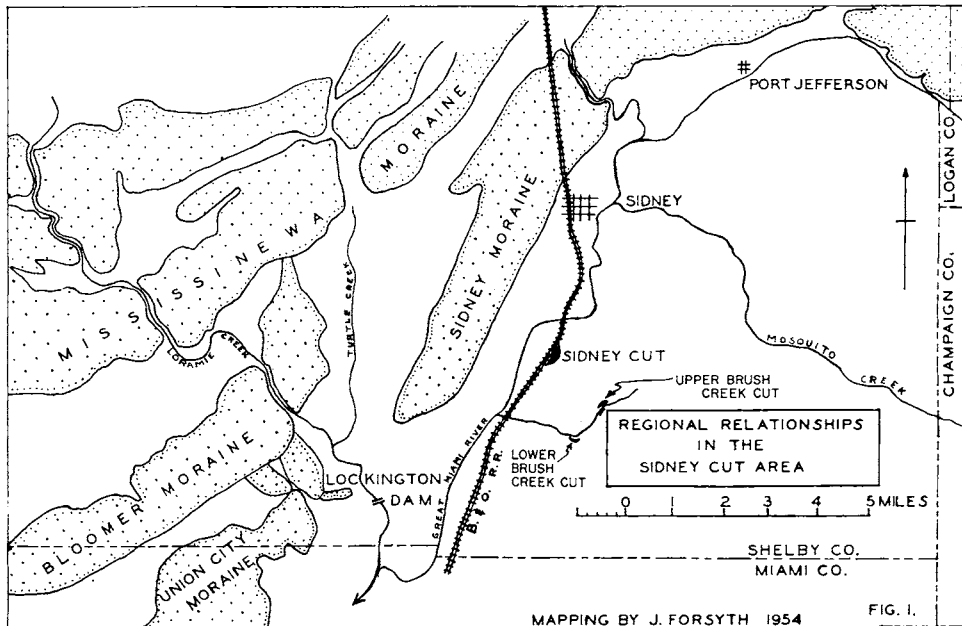 PORT JEFFERSON
LOGAN CO.
CHAMPAIGN CO.
MORAINE
SIDNEY MORAINE
SIDNEY
MISSISSINEWA
TURTLE CREEK
LORAMIE CREEK
MOSQUITO CREEK
SIDNEY CUT
UPPER BRUSH
CREEK CUT
LOWER
BRUSH
CREEK CUT
REGIONAL RELATIONSHIPS
IN THE
SIDNEY CUT AREA
0 1 2 3 4 5 MILES
GREAT MIAMI RIVER
B. & O. R.R.
LOCKINGTON
DAM
BLOOMER MORAINE
UNION CITY
MORAINE
SHELBY CO.
MIAMI CO.
MAPPING BY J. FORSYTH 1954
FIG. 1.